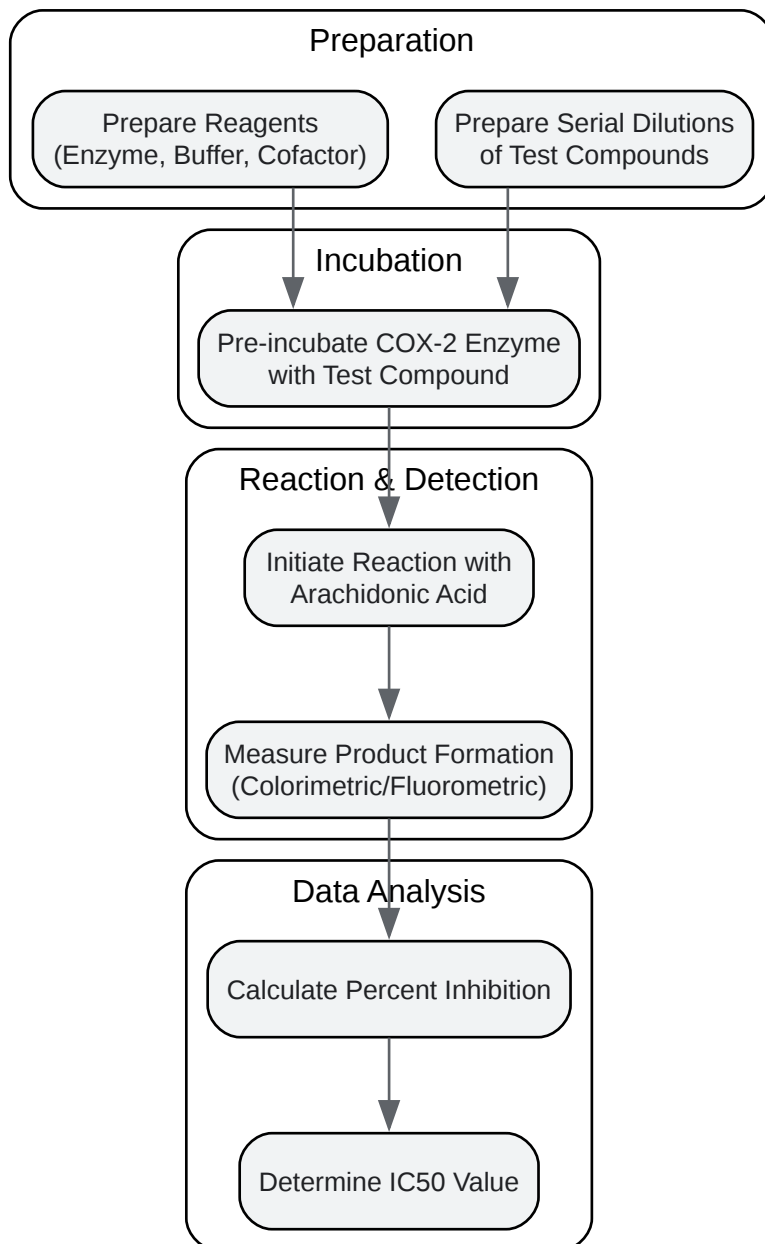 Preparation
Prepare Reagents
(Enzyme, Buffer, Cofactor)
Prepare Serial Dilutions
of Test Compounds
Incubation
Pre-incubate COX-2 Enzyme
with Test Compound
Reaction & Detection
Initiate Reaction with
Arachidonic Acid
Measure Product Formation
(Colorimetric/Fluorometric)
Data Analysis
Calculate Percent Inhibition
Determine IC50 Value